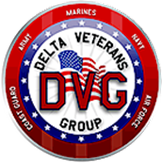 MARINES
ARMY
NAVY
DELTA VETERANS
DVG
GROUP
COAST GUARD
AIR FORCE